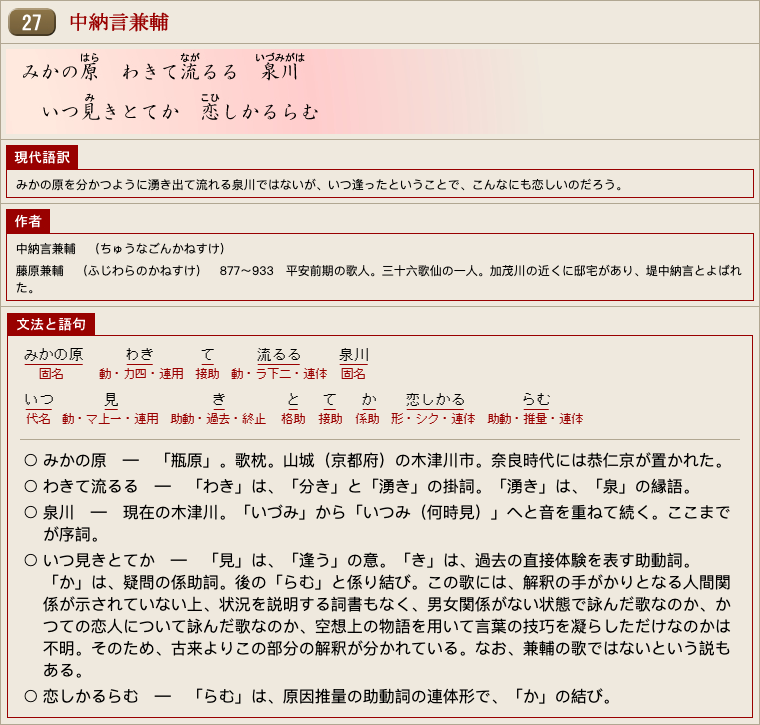 27 中納言兼輔
はら なが いづみがは
みかの原 わきて流るる 泉川
み こひ
いつ見きとてか 恋しかるらむ
現代語訳
みかの原を分かつように湧き出て流れる泉川ではないが、いつ逢ったということで、こんなにも恋しいのだろう。
作者
中納言兼輔 （ちゅうなごんかねすけ）
藤原兼輔 （ふじわらのかねすけ） 877～933 平安前期の歌人。三十六歌仙の一人。加茂川の近くに邸宅があり、堤中納言とよばれ
た。
文法と語句
みかの原 わき て 流るる 泉川
固名 動・カ四・連用 接助 動・ラ下二・連体 固名
いつ 見 き と て か 恋しかる らむ
代名 動・マ上一・連用 助動・過去・終止 格助 接助 係助 形・シク・連体 助動・推量・連体
○ みかの原 ― 「瓶原」。歌枕。山城（京都府）の木津川市。奈良時代には恭仁京が置かれた。
○ わきて流るる ― 「わき」は、「分き」と「湧き」の掛詞。「湧き」は、「泉」の縁語。
○ 泉川 ― 現在の木津川。「いづみ」から「いつみ（何時見）」へと音を重ねて続く。ここまで
が序詞。
○ いつ見きとてか ― 「見」は、「逢う」の意。「き」は、過去の直接体験を表す助動詞。
「か」は、疑問の係助詞。後の「らむ」と係り結び。この歌には、解釈の手がかりとなる人間関
係が示されていない上、状況を説明する詞書もなく、男女関係がない状態で詠んだ歌なのか、か
つての恋人について詠んだ歌なのか、空想上の物語を用いて言葉の技巧を凝らしただけなのかは
不明。そのため、古来よりこの部分の解釈が分かれている。なお、兼輔の歌ではないという説も
ある。
○ 恋しかるらむ ― 「らむ」は、原因推量の助動詞の連体形で、「か」の結び。